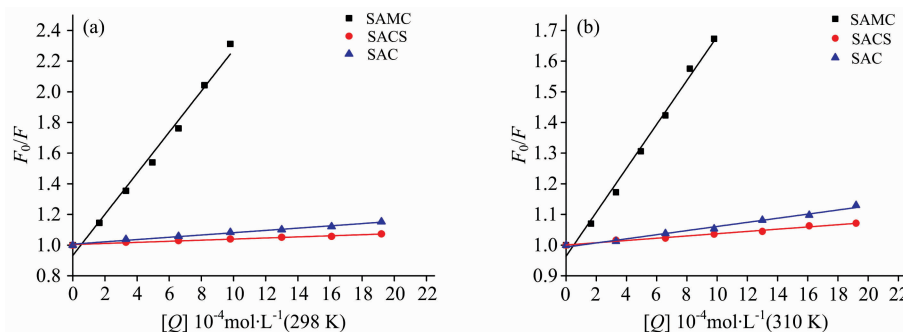 (a)
SAMC
SACS
SAC
2.4
2.2
2.0
1.8
1.6
1.4
1.2
1.0
0.8
F₀/F
0 2 4 6 8 10 12 14 16 18 20 22
[Q] 10⁻⁴mol·L⁻¹(298 K)
(b)
SAMC
SACS
SAC
1.7
1.6
1.5
1.4
1.3
1.2
1.1
1.0
0.9
F₀/F
0 2 4 6 8 10 12 14 16 18 20 22
[Q] 10⁻⁴mol·L⁻¹(310 K)